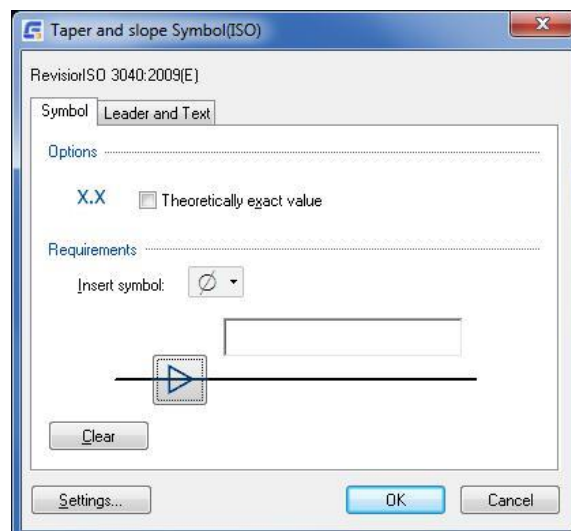 Taper and slope Symbol(ISO)
RevisiorISO 3040:2009(E)
Symbol Leader and Text
Options
X.X Theoretically exact value
Requirements
Insert symbol: Ø
Clear
Settings... OK Cancel